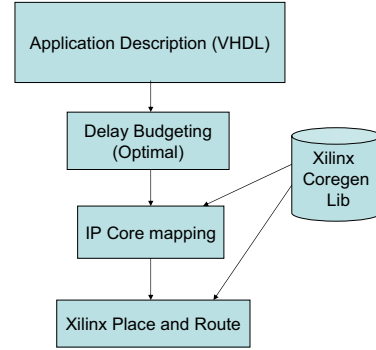 Application Description (VHDL)
Delay Budgeting
(Optimal)
Xilinx
Coregen
Lib
IP Core mapping
Xilinx Place and Route